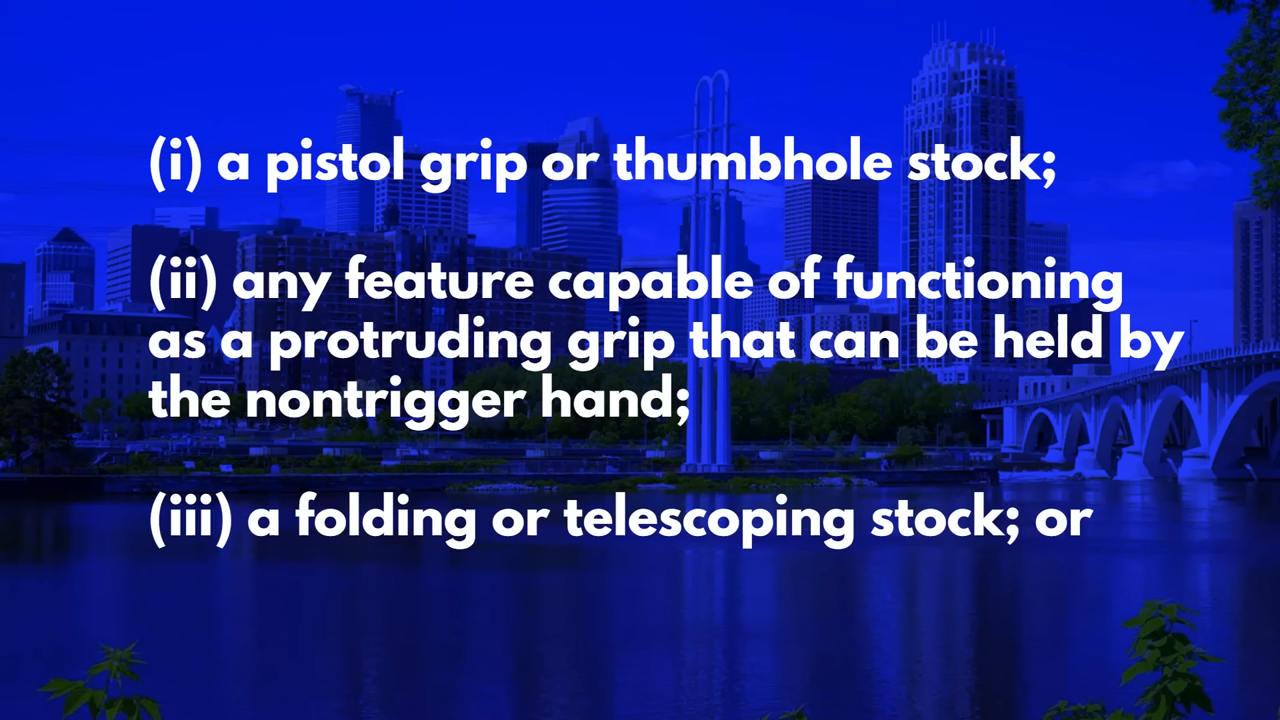 (i) a pistol grip or thumbhole stock;
(ii) any feature capable of functioning
as a protruding grip that can be held by
the nontrigger hand;
(iii) a folding or telescoping stock; or